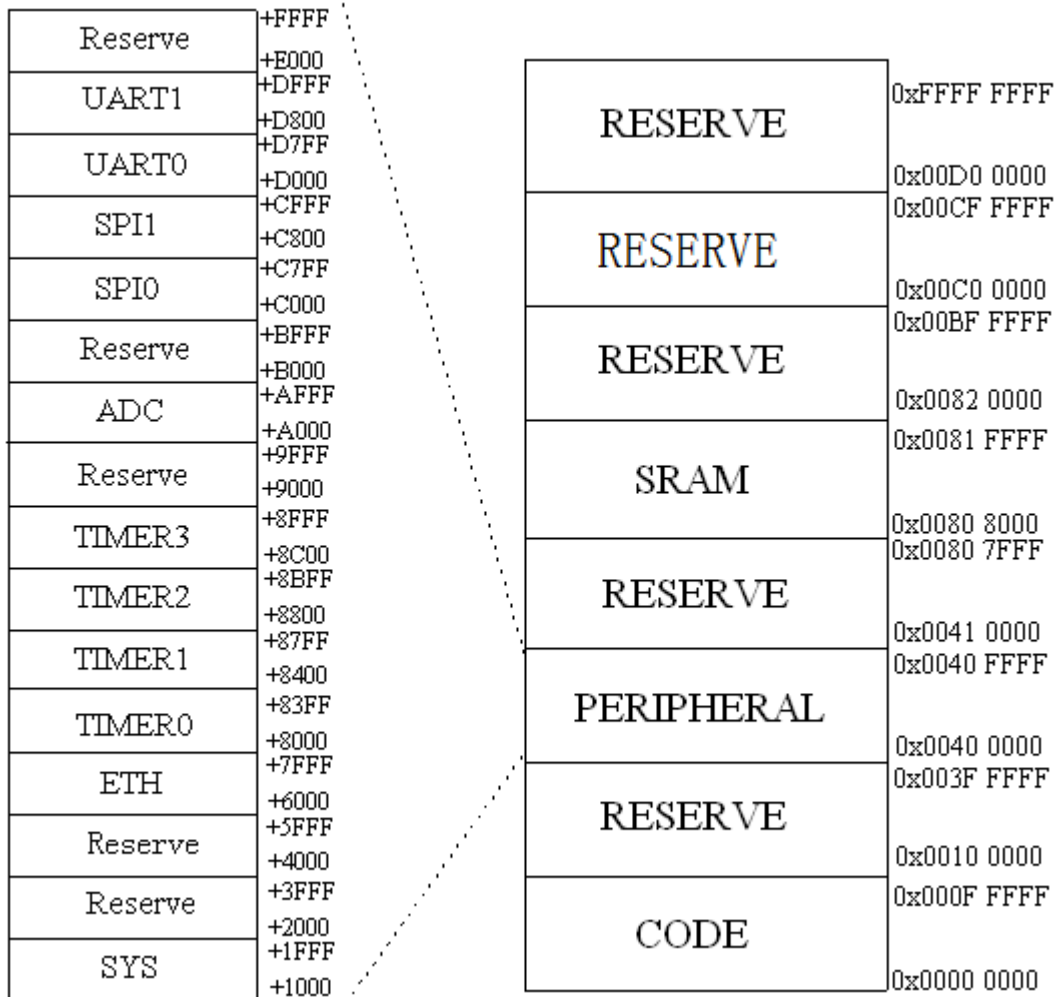 Reserve
+FFFF
+E000
UART1
+DFFF
+D800
UART0
+D7FF
+D000
SPI1
+CFFF
+C800
SPI0
+C7FF
+C000
Reserve
+BFFF
+B000
ADC
+AFFF
+A000
Reserve
+9FFF
+9000
TIMER3
+8FFF
+8C00
TIMER2
+8BFF
+8800
TIMER1
+87FF
+8400
TIMER0
+83FF
+8000
ETH
+7FFF
+6000
Reserve
+5FFF
+4000
Reserve
+3FFF
+2000
SYS
+1FFF
+1000
RESERVE
0xFFFF FFFF
0x00D0 0000
RESERVE
0x00CF FFFF
0x00C0 0000
RESERVE
0x00BF FFFF
0x0082 0000
SRAM
0x0081 FFFF
0x0080 8000
RESERVE
0x0080 7FFF
0x0041 0000
PERIPHERAL
0x0040 FFFF
0x0040 0000
RESERVE
0x003F FFFF
0x0010 0000
CODE
0x000F FFFF
0x0000 0000